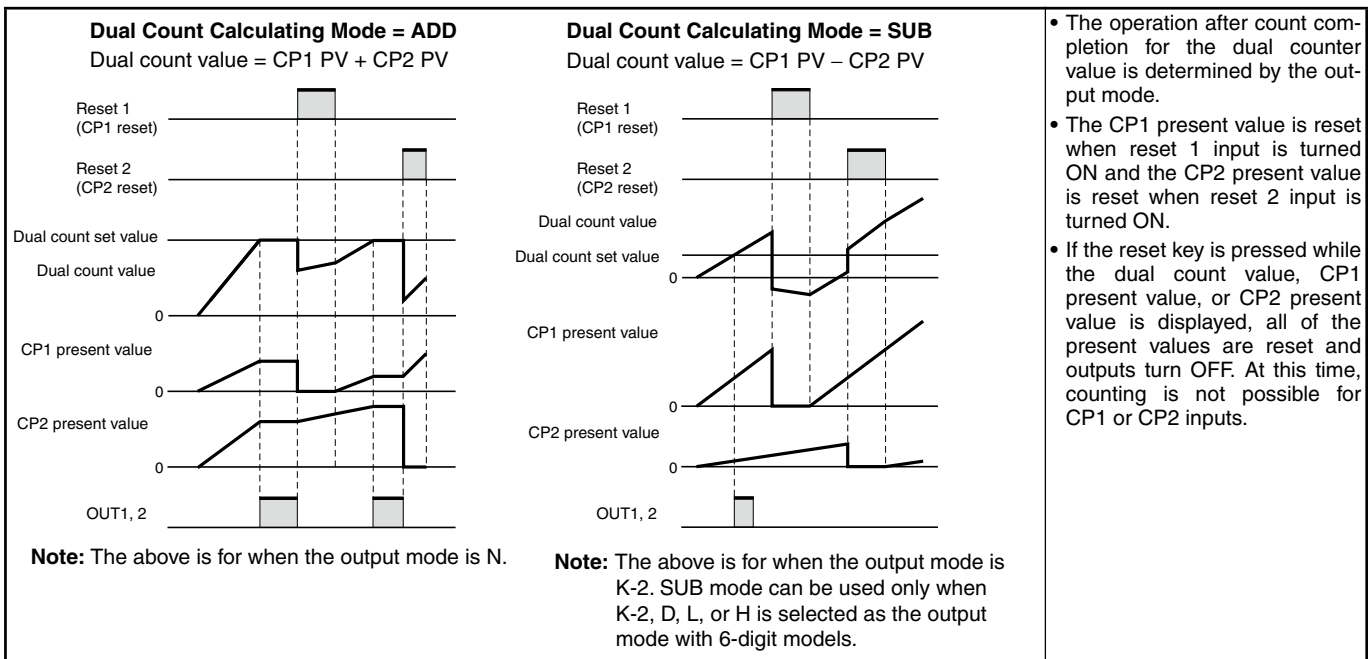 Dual Count Calculating Mode = ADD
Dual count value = CP1 PV + CP2 PV
Reset 1
(CP1 reset)
Reset 2
(CP2 reset)
Dual count set value
Dual count value
0
CP1 present value
0
CP2 present value
0
OUT1, 2
Note: The above is for when the output mode is N.
Dual Count Calculating Mode = SUB
Dual count value = CP1 PV – CP2 PV
Reset 1
(CP1 reset)
Reset 2
(CP2 reset)
Dual count value
Dual count set value
0
CP1 present value
0
CP2 present value
0
OUT1, 2
Note: The above is for when the output mode is
K-2. SUB mode can be used only when
K-2, D, L, or H is selected as the output
mode with 6-digit models.
• The operation after count com-
pletion for the dual counter
value is determined by the out-
put mode.
• The CP1 present value is reset
when reset 1 input is turned
ON and the CP2 present value
is reset when reset 2 input is
turned ON.
• If the reset key is pressed while
the dual count value, CP1
present value, or CP2 present
value is displayed, all of the
present values are reset and
outputs turn OFF. At this time,
counting is not possible for
CP1 or CP2 inputs.